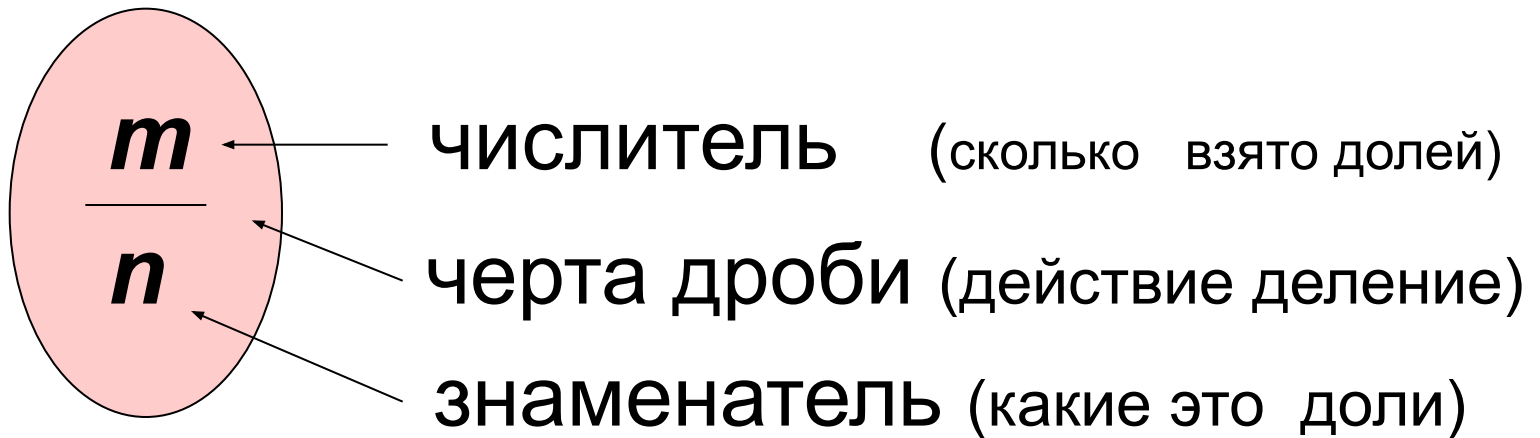 m числитель (сколько взято долей)
черта дроби (действие деление)
n
знаменатель (какие это доли)